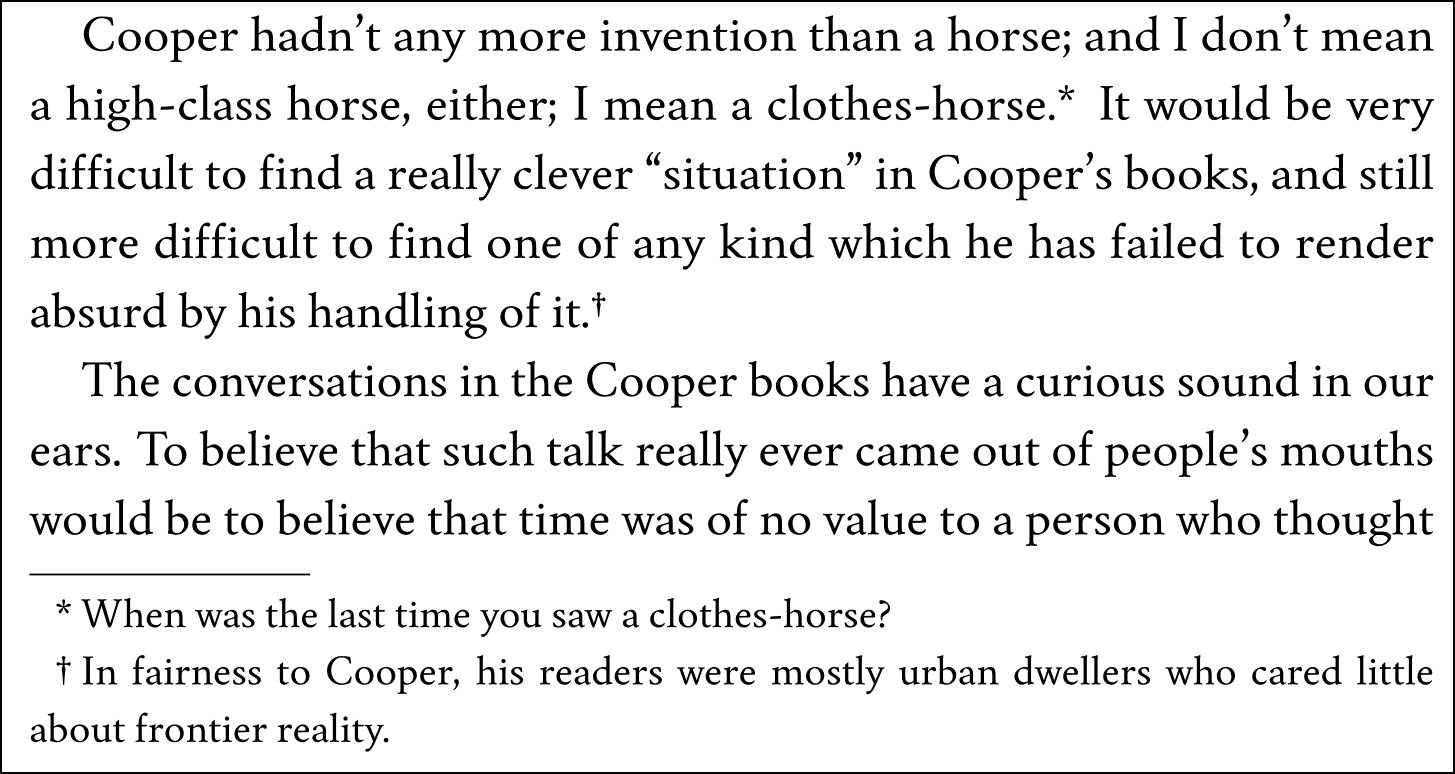 Cooper hadn’t any more invention than a horse; and I don’t mean
a high-class horse, either; I mean a clothes-horse.* It would be very
difficult to find a really clever “situation” in Cooper’s books, and still
more difficult to find one of any kind which he has failed to render
absurd by his handling of it.†
The conversations in the Cooper books have a curious sound in our
ears. To believe that such talk really ever came out of people’s mouths
would be to believe that time was of no value to a person who thought
* When was the last time you saw a clothes-horse?
† In fairness to Cooper, his readers were mostly urban dwellers who cared little
about frontier reality.